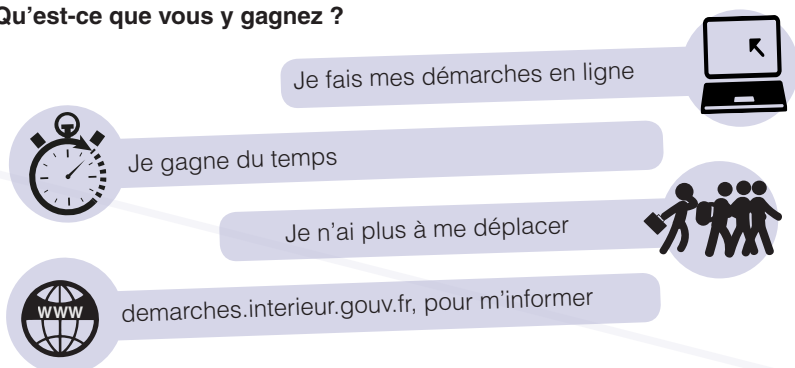 Qu’est-ce que vous y gagnez ?
Je fais mes démarches en ligne
Je gagne du temps
Je n’ai plus à me déplacer
WWW
demarches.interieur.gouv.fr, pour m’informer